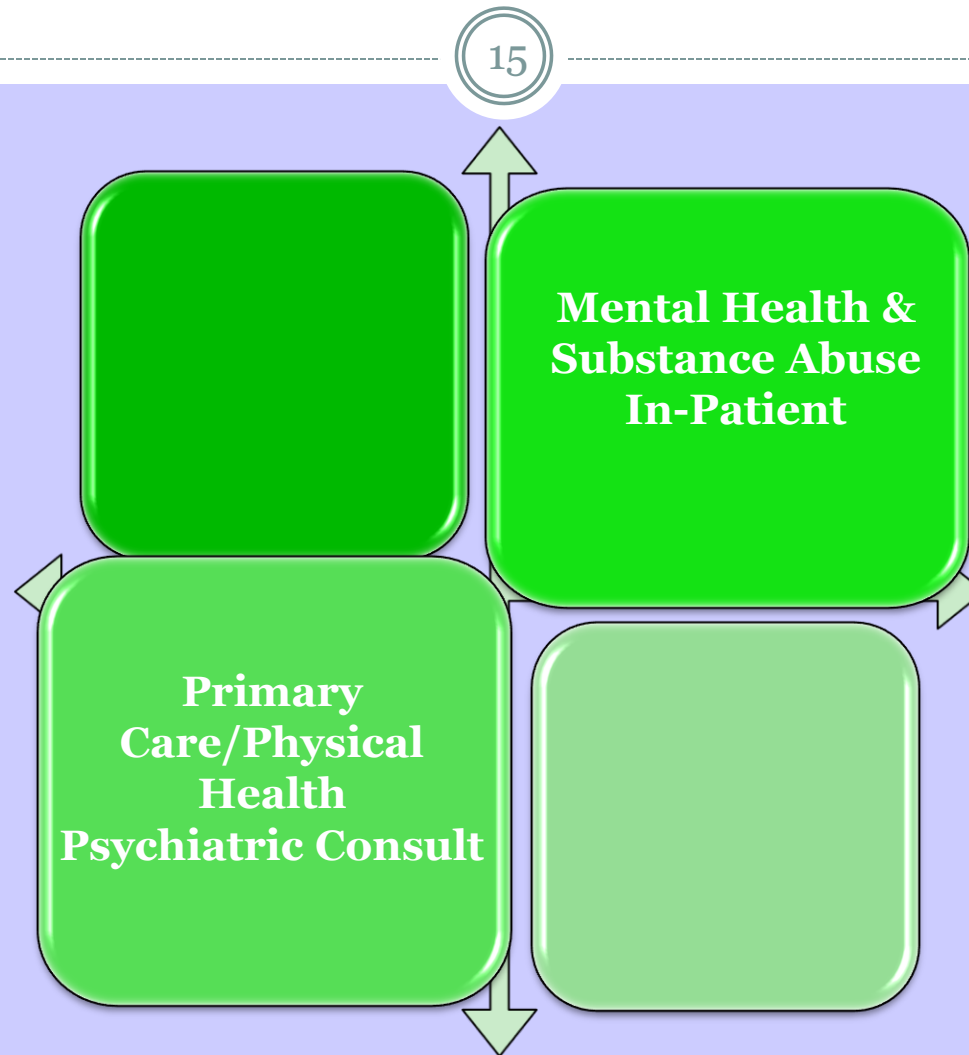 15
Mental Health &
Substance Abuse
In-Patient
Primary
Care/Physical
Health
Psychiatric Consult